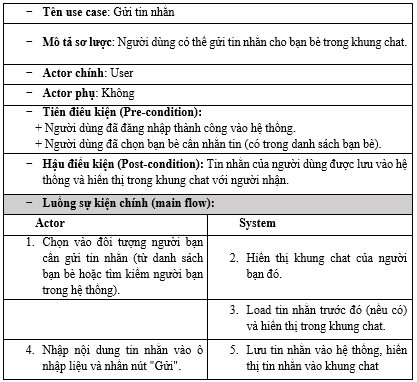 − Tên use case: Gửi tin nhắn
− Mô tả sơ lược: Người dùng có thể gửi tin nhắn cho bạn bè trong khung chat.
− Actor chính: User
− Actor phụ: Không
− Tiên điều kiện (Pre-condition):
+ Người dùng đã đăng nhập thành công vào hệ thống.
+ Người dùng đã chọn bạn bè cần nhắn tin (có trong danh sách bạn bè).
− Hậu điều kiện (Post-condition): Tin nhắn của người dùng được lưu vào hệ
thống và hiển thị trong khung chat với người nhận.
− Luồng sự kiện chính (main flow):
Actor
System
1. Chọn vào đối tượng người bạn
cần gửi tin nhắn (từ danh sách
bạn bè hoặc tìm kiếm người bạn
trong hệ thống).
2. Hiển thị khung chat của người
bạn đó.
3. Load tin nhắn trước đó (nếu có)
và hiển thị trong khung chat.
4. Nhập nội dung tin nhắn vào ô
nhập liệu và nhấn nút "Gửi".
5. Lưu tin nhắn vào hệ thống, hiển
thị tin nhắn vào khung chat